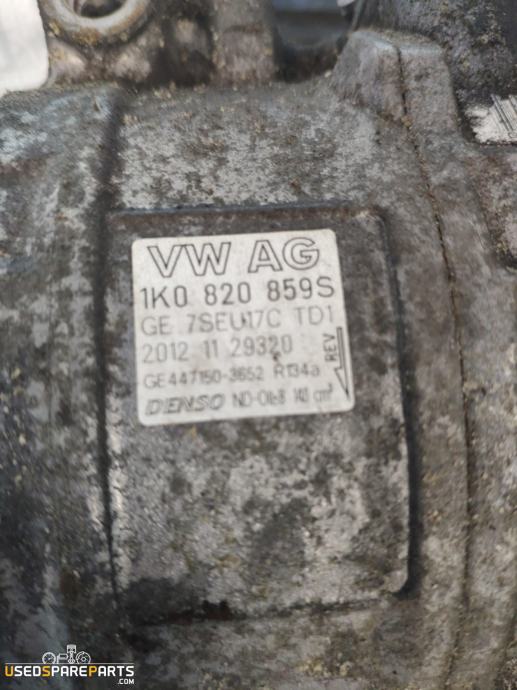 VW AG
1K0 820 859S
GE 7SEU17C TD1
2012 11 29320
REV
GE447150-3652 R134a
DENSO ND-OIL8 140 cm³
USEDSPAREPARTS
.COM